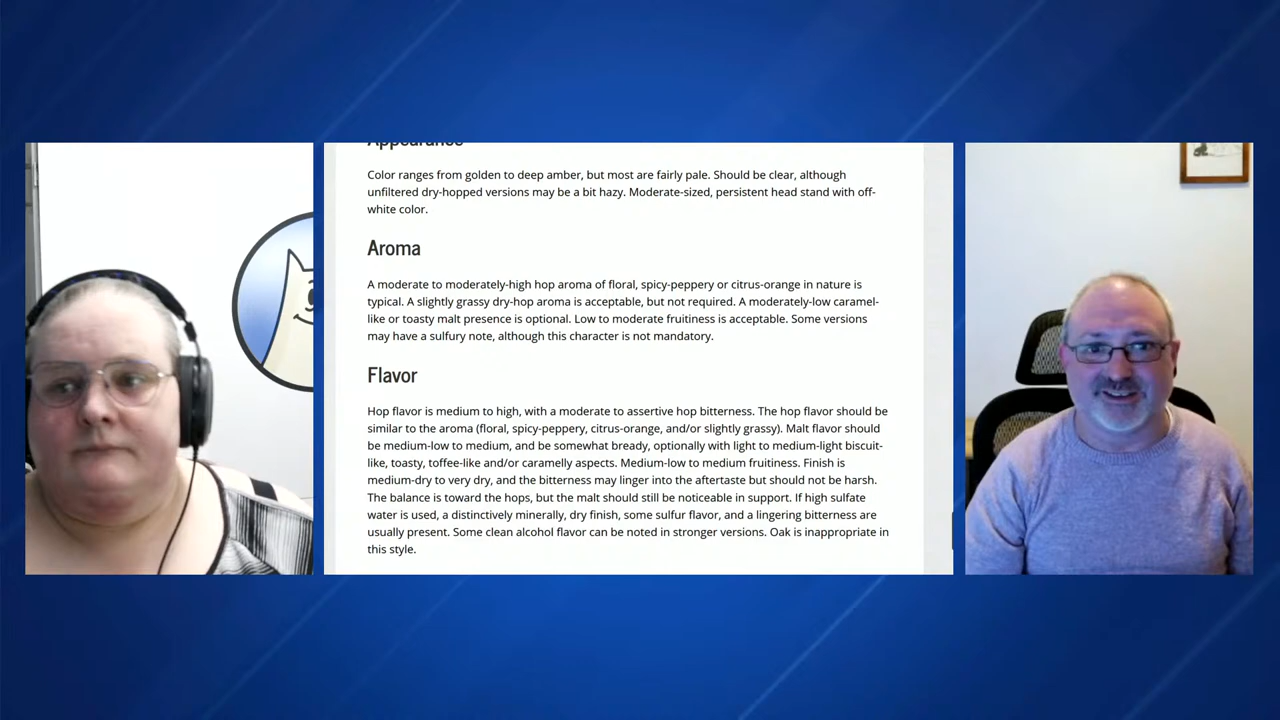 Appearance
Color ranges from golden to deep amber, but most are fairly pale. Should be clear, although
unfiltered dry-hopped versions may be a bit hazy. Moderate-sized, persistent head stand with off-
white color.
Aroma
A moderate to moderately-high hop aroma of floral, spicy-peppery or citrus-orange in nature is
typical. A slightly grassy dry-hop aroma is acceptable, but not required. A moderately-low caramel-
like or toasty malt presence is optional. Low to moderate fruitiness is acceptable. Some versions
may have a sulfury note, although this character is not mandatory.
Flavor
Hop flavor is medium to high, with a moderate to assertive hop bitterness. The hop flavor should be
similar to the aroma (floral, spicy-peppery, citrus-orange, and/or slightly grassy). Malt flavor should
be medium-low to medium, and be somewhat bready, optionally with light to medium-light biscuit-
like, toasty, toffee-like and/or caramelly aspects. Medium-low to medium fruitiness. Finish is
medium-dry to very dry, and the bitterness may linger into the aftertaste but should not be harsh.
The balance is toward the hops, but the malt should still be noticeable in support. If high sulfate
water is used, a distinctively minerally, dry finish, some sulfur flavor, and a lingering bitterness are
usually present. Some clean alcohol flavor can be noted in stronger versions. Oak is inappropriate in
this style.